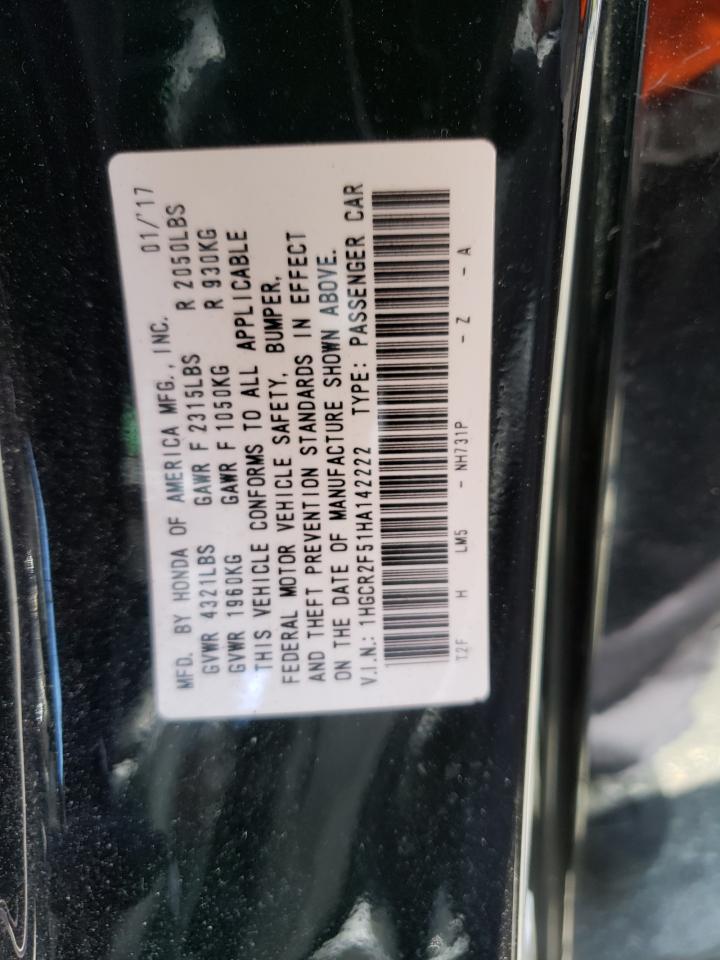 MFD. BY HONDA OF AMERICA MFG., INC. 01/'17
GVWR 4321LBS GAWR F 2315LBS R 2050LBS
GVWR 1960KG GAWR F 1050KG R 930KG
THIS VEHICLE CONFORMS TO ALL APPLICABLE
FEDERAL MOTOR VEHICLE SAFETY, BUMPER,
AND THEFT PREVENTION STANDARDS IN EFFECT
ON THE DATE OF MANUFACTURE SHOWN ABOVE.
V.I.N.: 1HGCR2F51HA142222 TYPE: PASSENGER CAR
T2F H LM5 - NH731P - Z - A